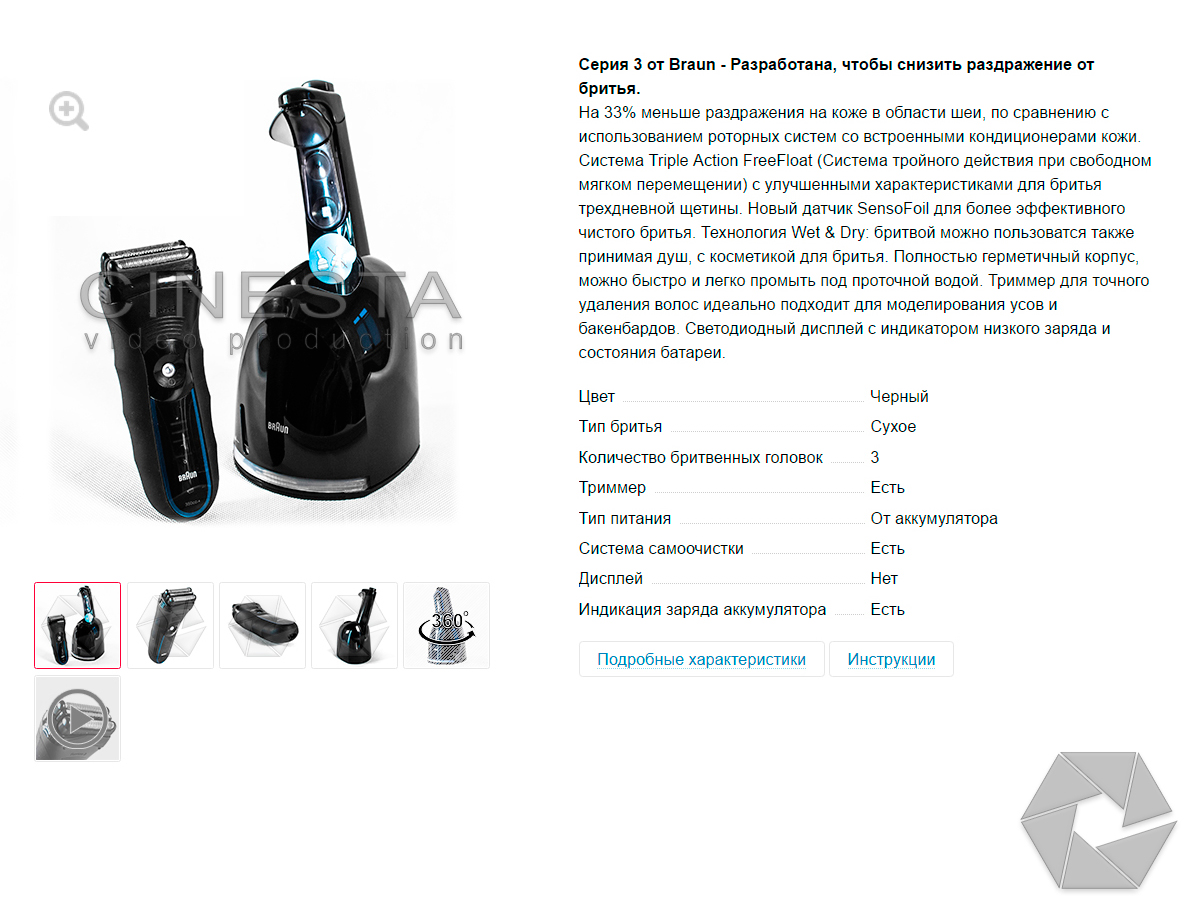 Серия 3 от Braun - Разработана, чтобы снизить раздражение от
бритья.
На 33% меньше раздражения на коже в области шеи, по сравнению с
использованием роторных систем со встроенными кондиционерами кожи.
Система Triple Action FreeFloat (Система тройного действия при свободном
мягком перемещении) с улучшенными характеристиками для бритья
трехдневной щетины. Новый датчик SensoFoil для более эффективного
чистого бритья. Технология Wet & Dry: бритвой можно пользоватся также
принимая душ, с косметикой для бритья. Полностью герметичный корпус,
можно быстро и легко промыть под проточной водой. Триммер для точного
удаления волос идеально подходит для моделирования усов и
бакенбардов. Светодиодный дисплей с индикатором низкого заряда и
состояния батареи.
CINESTA
video production
BRAUN
BRAUN
Цвет Черный
Тип бритья Сухое
Количество бритвенных головок 3
Триммер Есть
Тип питания От аккумулятора
Система самоочистки Есть
Дисплей Нет
Индикация заряда аккумулятора Есть
360°
Подробные характеристики Инструкции